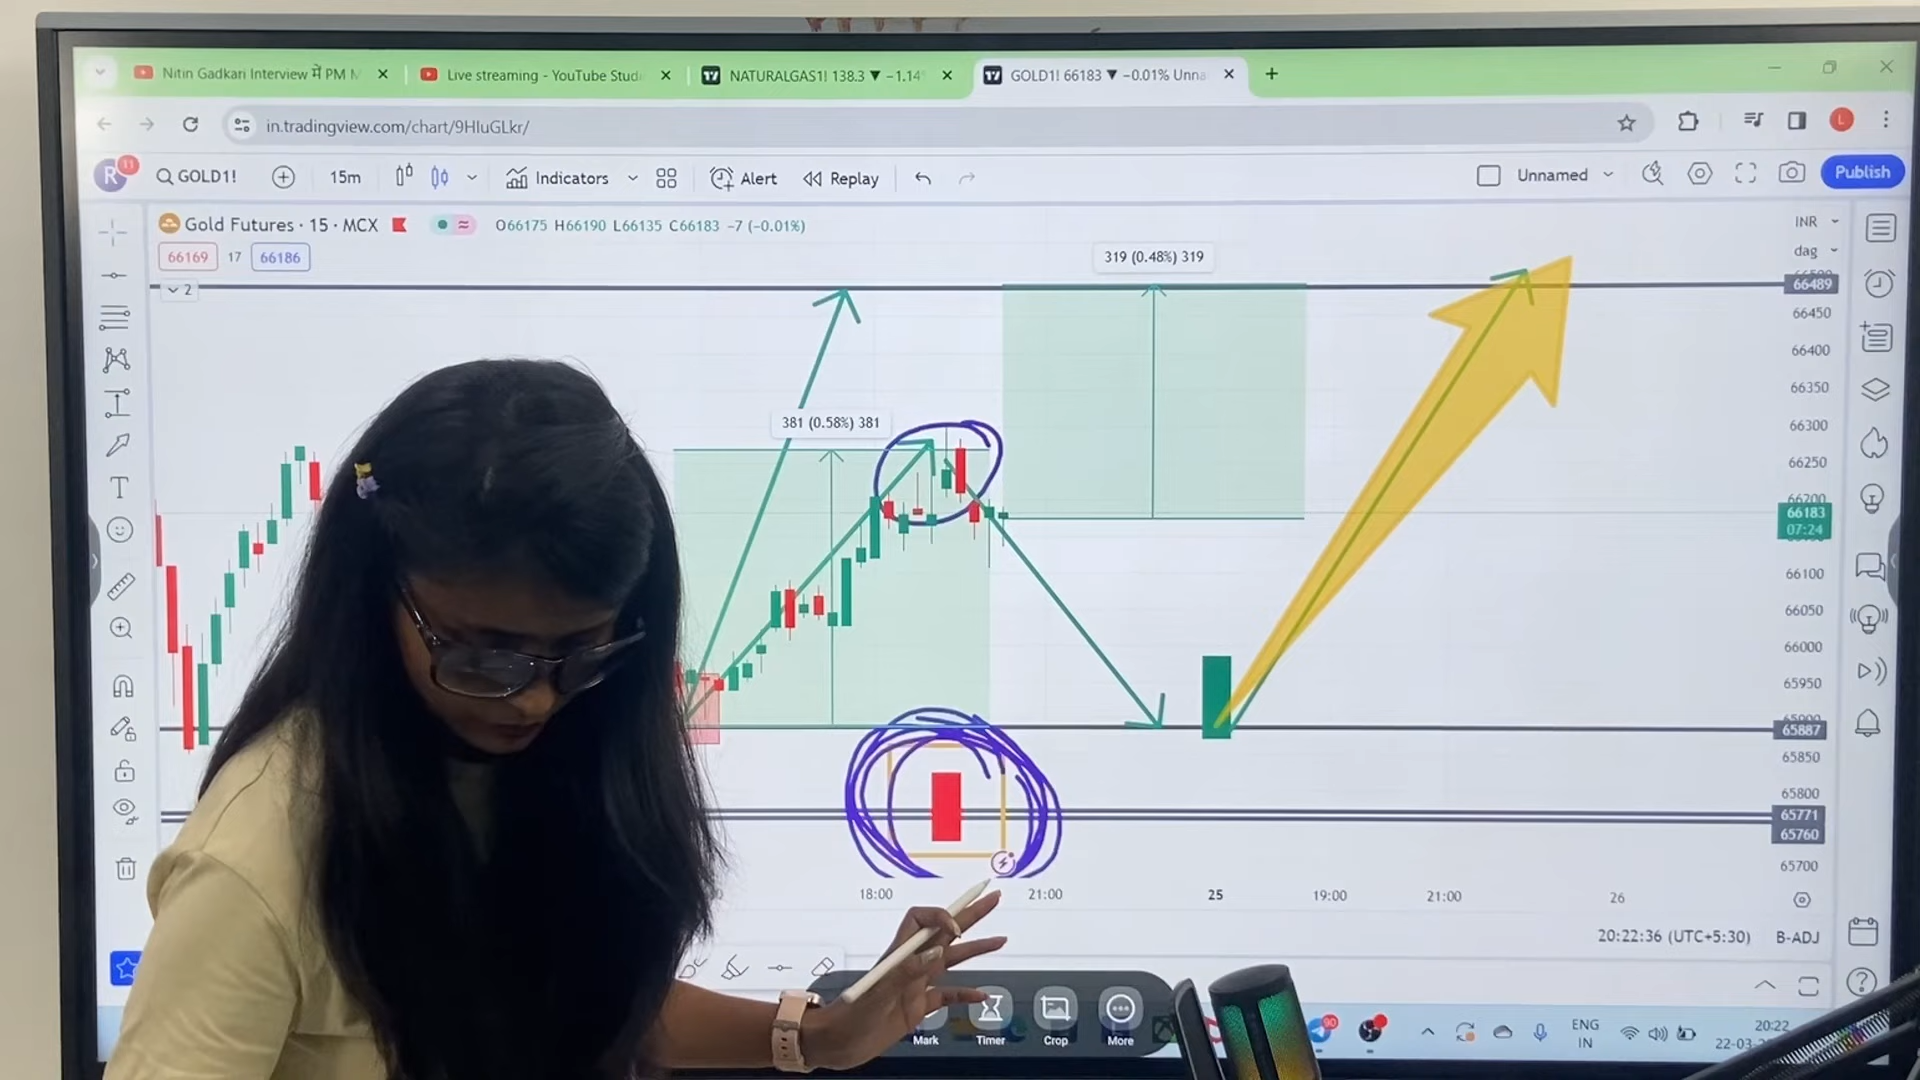 Nitin Gadkari Interview में PM M
Live streaming - YouTube Studi
NATURALGAS1! 138.3 ▼ −1.14
GOLD1! 66183 ▼ −0.01% Unna
in.tradingview.com/chart/9HIuGLkr/
L
R
11
GOLD1!
15m
Indicators
Alert
Replay
Unnamed
Publish
Gold Futures · 15 · MCX
O66175 H66190 L66135 C66183 −7 (−0.01%)
INR
66169
17
66186
dag
2
319 (0.48%) 319
381 (0.58%) 381
66489
66450
66400
66350
66300
66250
66200
66183
07:24
66100
66050
66000
65950
65887
65850
65800
65771
65760
65700
18:00
21:00
25
19:00
21:00
26
20:22:36 (UTC+5:30)
B-ADJ
Mark
Timer
Crop
More
90
ENG
IN
20:22